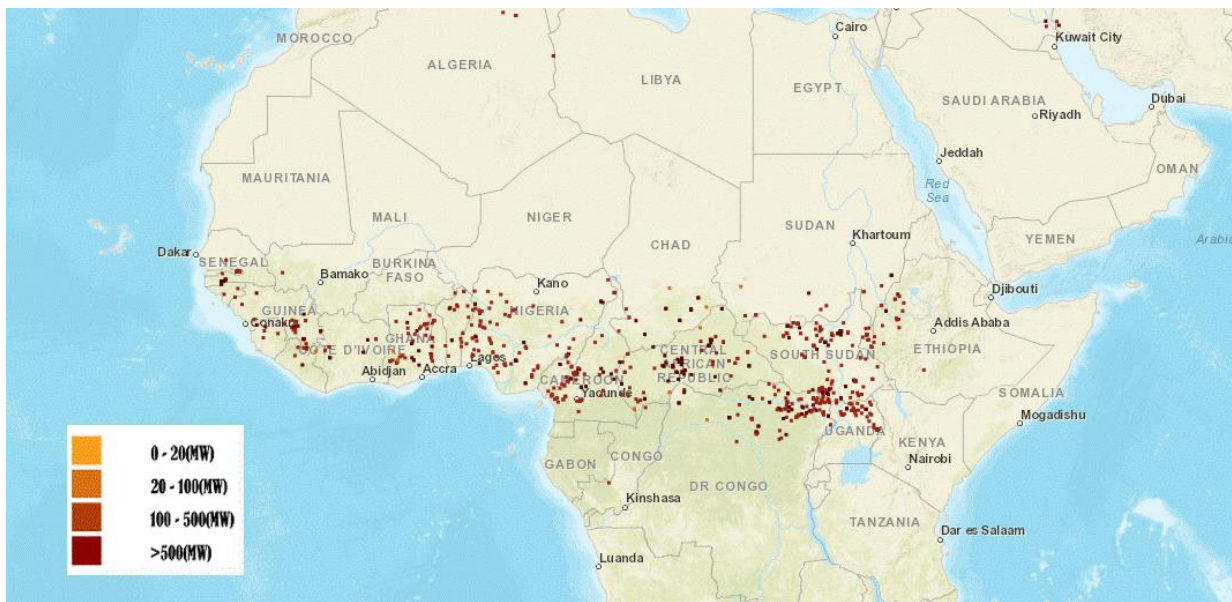 MOROCCO
ALGERIA
LIBYA
EGYPT
Cairo
Kuwait City
SAUDI ARABIA
Riyadh
Dubai
Jeddah
OMAN
Red
Sea
MAURITANIA
MALI
NIGER
CHAD
SUDAN
Khartoum
YEMEN
Arabia
Dakar
SENEGAL
Bamako
BURKINA
FASO
Kano
NIGERIA
Djibouti
GUINEA
Conakry
CÔTE D'IVOIRE
GHANA
Abidjan
Accra
Lagos
CENTRAL
AFRICAN
REPUBLIC
SOUTH SUDAN
Addis Ababa
ETHIOPIA
CAMEROON
Yaounde
SOMALIA
Mogadishu
UGANDA
KENYA
Nairobi
GABON
CONGO
DR CONGO
Kinshasa
TANZANIA
Dar es Salaam
Luanda
0 - 20(MW)
20 - 100(MW)
100 - 500(MW)
>500(MW)